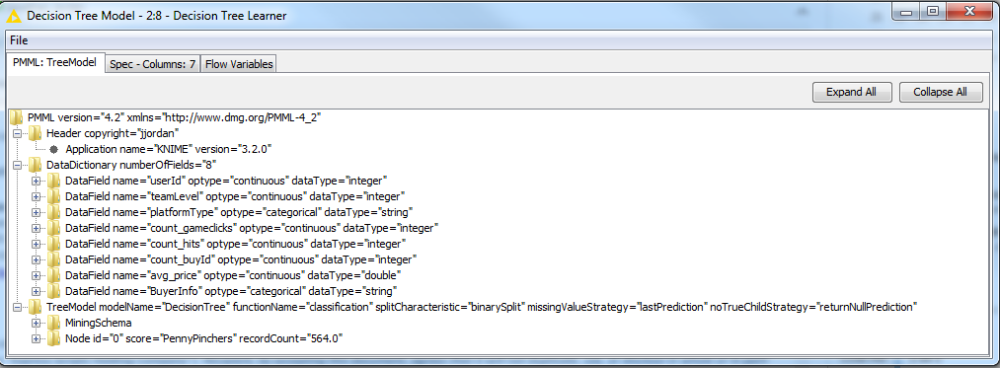 Decision Tree Model - 2:8 - Decision Tree Learner
File
PMML: TreeModel Spec - Columns: 7 Flow Variables
Expand All Collapse All
PMML version="4.2" xmlns="http://www.dmg.org/PMML-4_2"
Header copyright="jjordan"
Application name="KNIME" version="3.2.0"
DataDictionary numberOfFields="8"
DataField name="userId" optype="continuous" dataType="integer"
DataField name="teamLevel" optype="continuous" dataType="integer"
DataField name="platformType" optype="categorical" dataType="string"
DataField name="count_gameclicks" optype="continuous" dataType="integer"
DataField name="count_hits" optype="continuous" dataType="integer"
DataField name="count_buyId" optype="continuous" dataType="integer"
DataField name="avg_price" optype="continuous" dataType="double"
DataField name="BuyerInfo" optype="categorical" dataType="string"
TreeModel modelName="DecisionTree" functionName="classification" splitCharacteristic="binarySplit" missingValueStrategy="lastPrediction" noTrueChildStrategy="returnNullPrediction"
MiningSchema
Node id="0" score="PennyPinchers" recordCount="564.0"